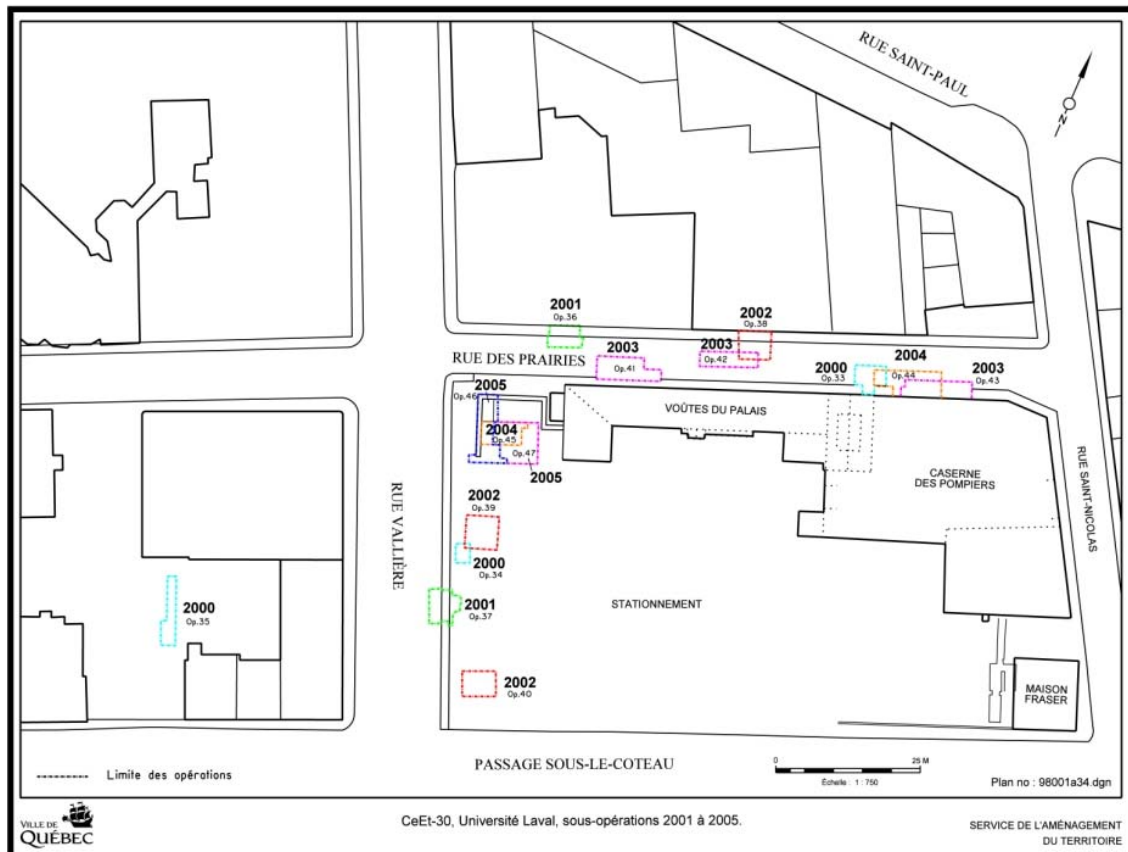 RUE SAINT-PAUL
N
2001
Op.36
2002
Op.38
RUE DES PRAIRIES
2003
Op.41
2003
Op.42
2000
Op.33
2004
Op.44
2003
Op.43
2005
Op.46
2004
Op.45
Op.47
2005
VOÛTES DU PALAIS
CASERNE
DES POMPIERS
RUE SAINT-NICOLAS
RUE VALLIÈRE
2002
Op.39
2000
Op.34
2000
Op.35
2001
Op.37
STATIONNEMENT
2002
Op.40
MAISON
FRASER
PASSAGE SOUS-LE-COTEAU
Limite des opérations
0 25 M
Échelle : 1 : 750
Plan no : 98001a34.dgn
VILLE DE
QUÉBEC
CeEt-30, Université Laval, sous-opérations 2001 à 2005.
SERVICE DE L'AMÉNAGEMENT
DU TERRITOIRE